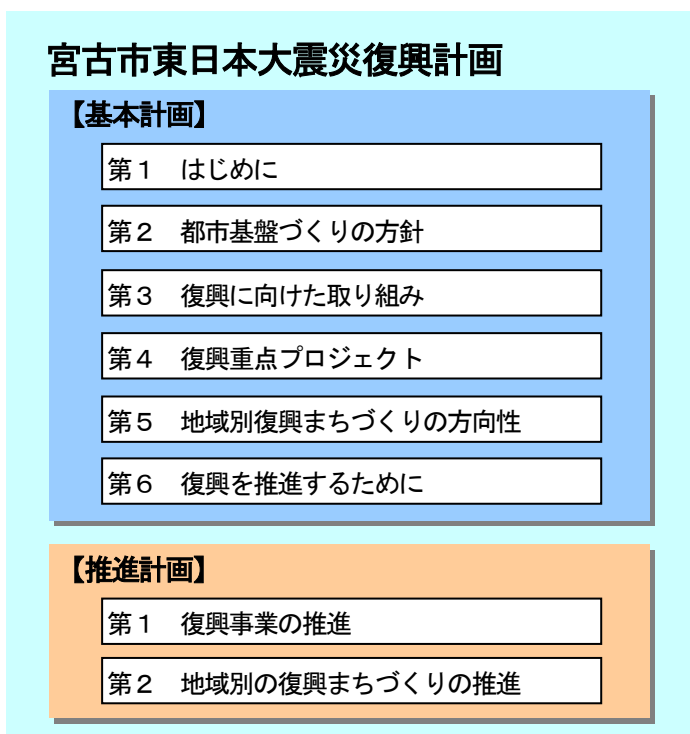 宮古市東日本大震災復興計画
【基本計画】
第１　はじめに
第２　都市基盤づくりの方針
第３　復興に向けた取り組み
第４　復興重点プロジェクト
第５　地域別復興まちづくりの方向性
第６　復興を推進するために
【推進計画】
第１　復興事業の推進
第２　地域別の復興まちづくりの推進